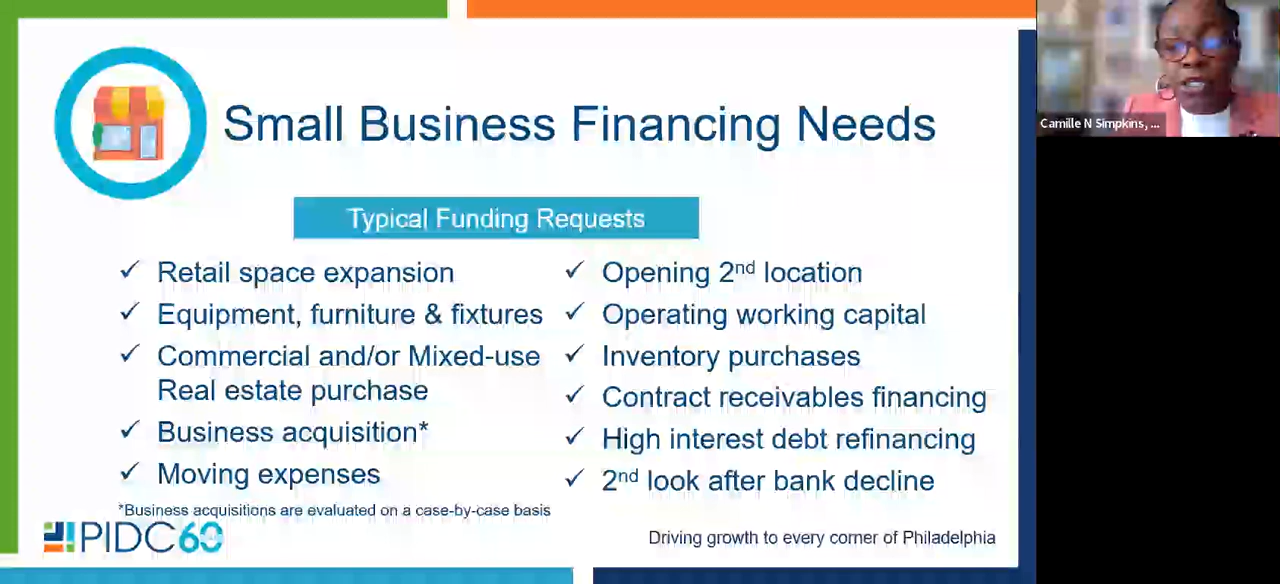 Small Business Financing Needs
Typical Funding Requests
✓ Retail space expansion
✓ Equipment, furniture & fixtures
✓ Commercial and/or Mixed-use
Real estate purchase
✓ Business acquisition*
✓ Moving expenses
*Business acquisitions are evaluated on a case-by-case basis
✓ Opening 2nd location
✓ Operating working capital
✓ Inventory purchases
✓ Contract receivables financing
✓ High interest debt refinancing
✓ 2nd look after bank decline
PIDC60
Driving growth to every corner of Philadelphia
Camille N Simpkins, ...